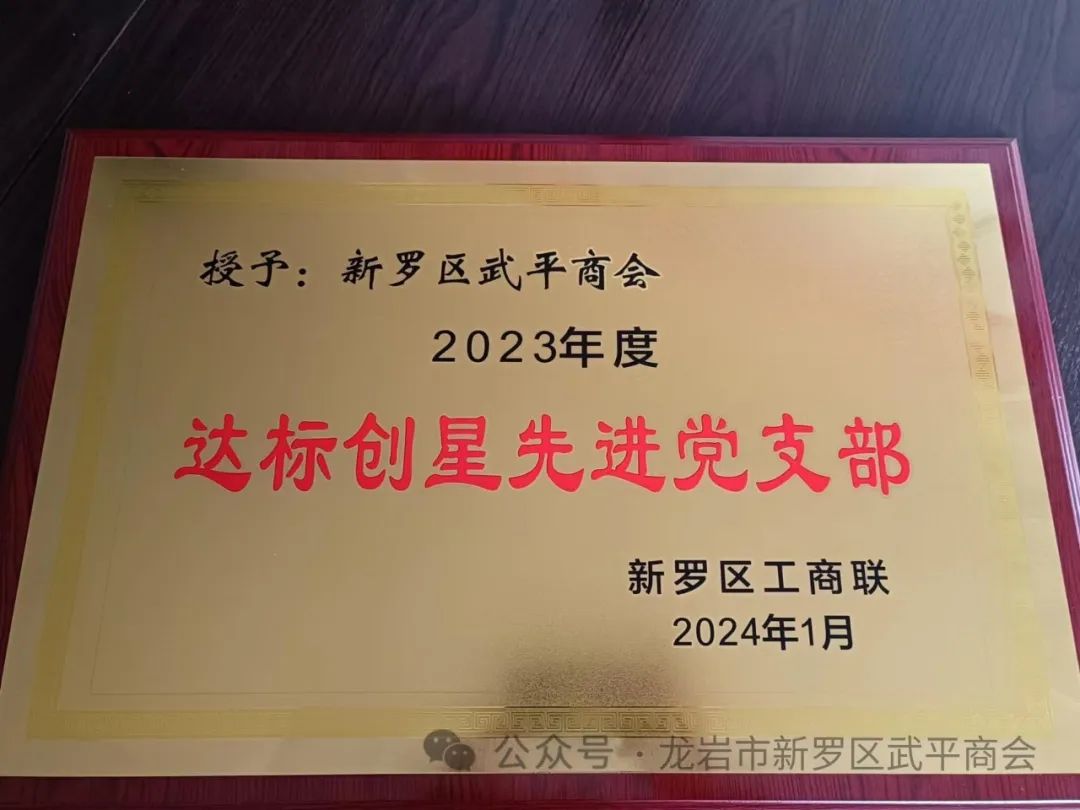 授予：新罗区武平商会
2023年度
达标创星先进党支部
新罗区工商联
2024年1月
公众号 · 龙岩市新罗区武平商会